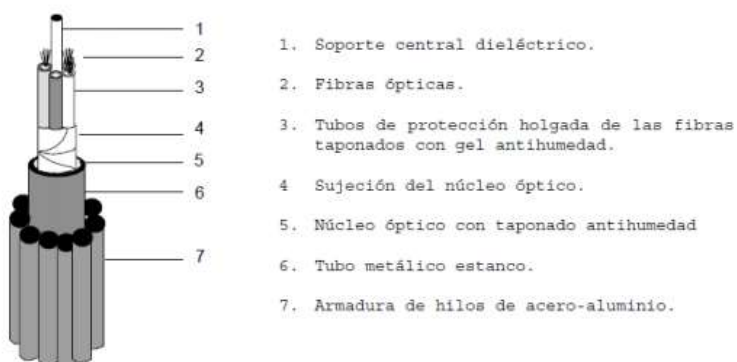 1
2
3
4
5
6
7
1. Soporte central dieléctrico.
2. Fibras ópticas.
3. Tubos de protección holgada de las fibras
taponados con gel antihumedad.
4 Sujeción del núcleo óptico.
5. Núcleo óptico con taponado antihumedad
6. Tubo metálico estanco.
7. Armadura de hilos de acero-aluminio.